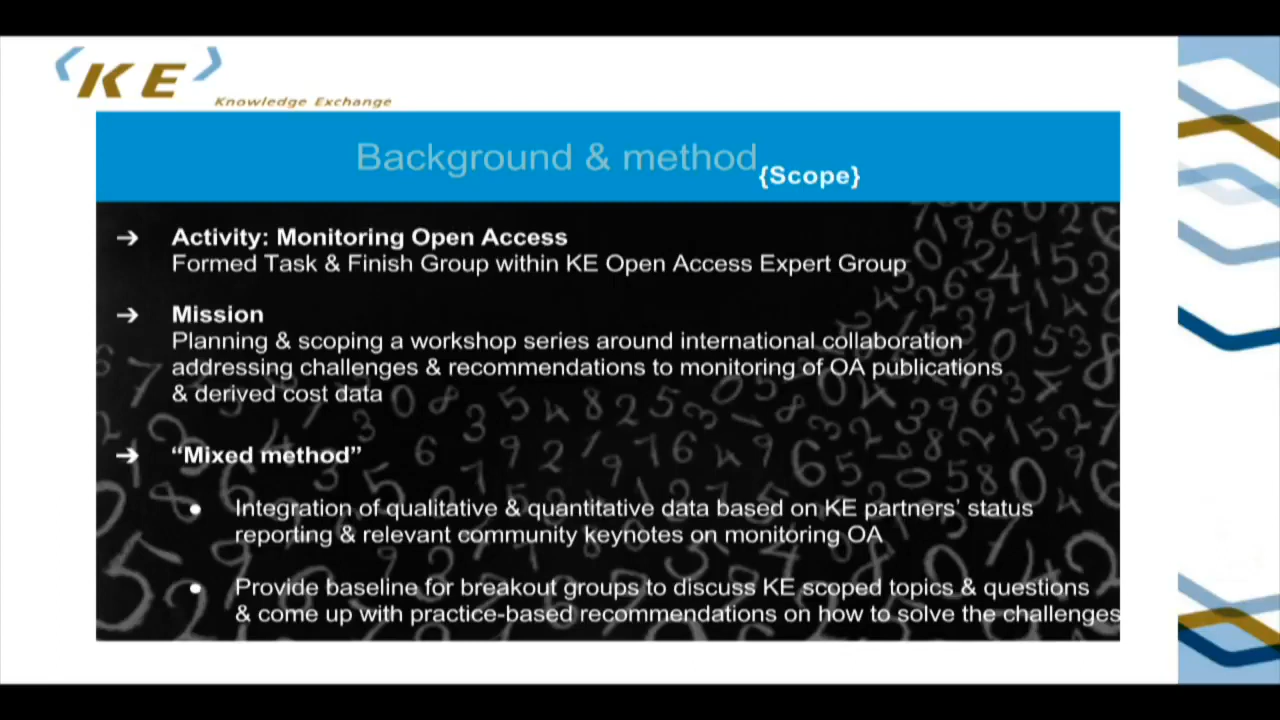 KE
Knowledge Exchange
Background & method {Scope}
➔ Activity: Monitoring Open Access
Formed Task & Finish Group within KE Open Access Expert Group
➔ Mission
Planning & scoping a workshop series around international collaboration
addressing challenges & recommendations to monitoring of OA publications
& derived cost data
➔ “Mixed method”
● Integration of qualitative & quantitative data based on KE partners’ status
reporting & relevant community keynotes on monitoring OA
● Provide baseline for breakout groups to discuss KE scoped topics & questions
& come up with practice-based recommendations on how to solve the challenges